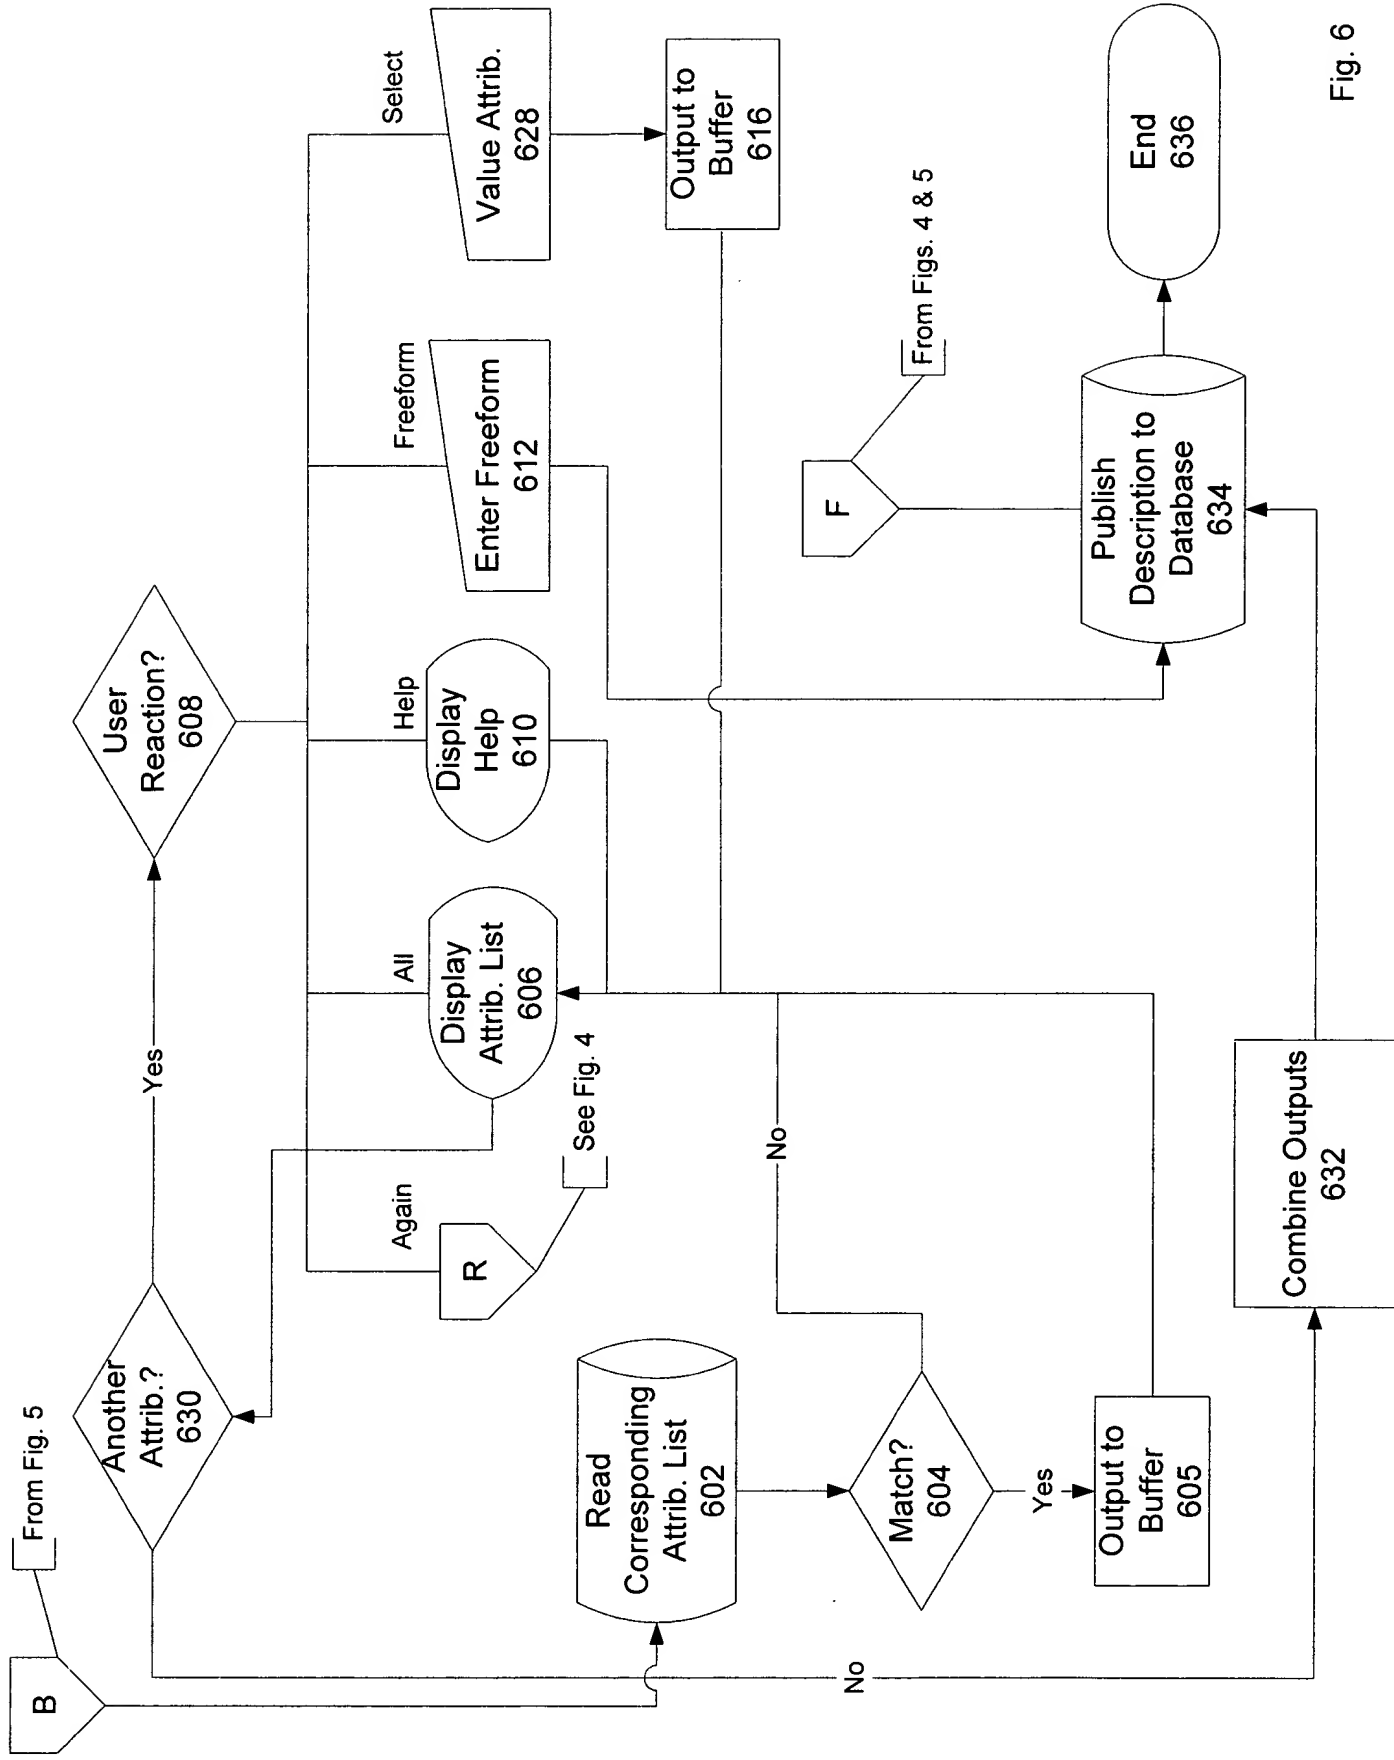 B
From Fig. 5
Another
Attrib.?
630
Yes
User
Reaction?
608
No
Again
R
See Fig. 4
All
Display
Attrib. List
606
Help
Display
Help
610
Freeform
Enter Freeform
612
Select
Value Attrib.
628
Output to
Buffer
616
Read
Corresponding
Attrib. List
602
Match?
604
No
Yes
Output to
Buffer
605
F
From Figs. 4 & 5
Combine Outputs
632
Publish
Description to
Database
634
End
636
Fig. 6